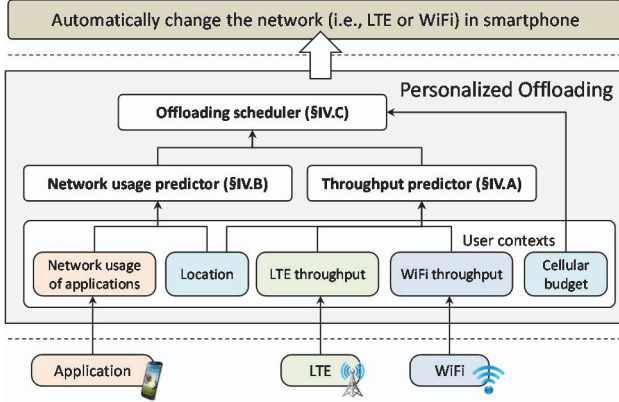 Automatically change the network (i.e., LTE or WiFi) in smartphone
Personalized Offloading
Offloading scheduler (§IV.C)
Network usage predictor (§IV.B)
Throughput predictor (§IV.A)
User contexts
Network usage
of applications
Location
LTE throughput
WiFi throughput
Cellular
budget
Application
LTE
WiFi